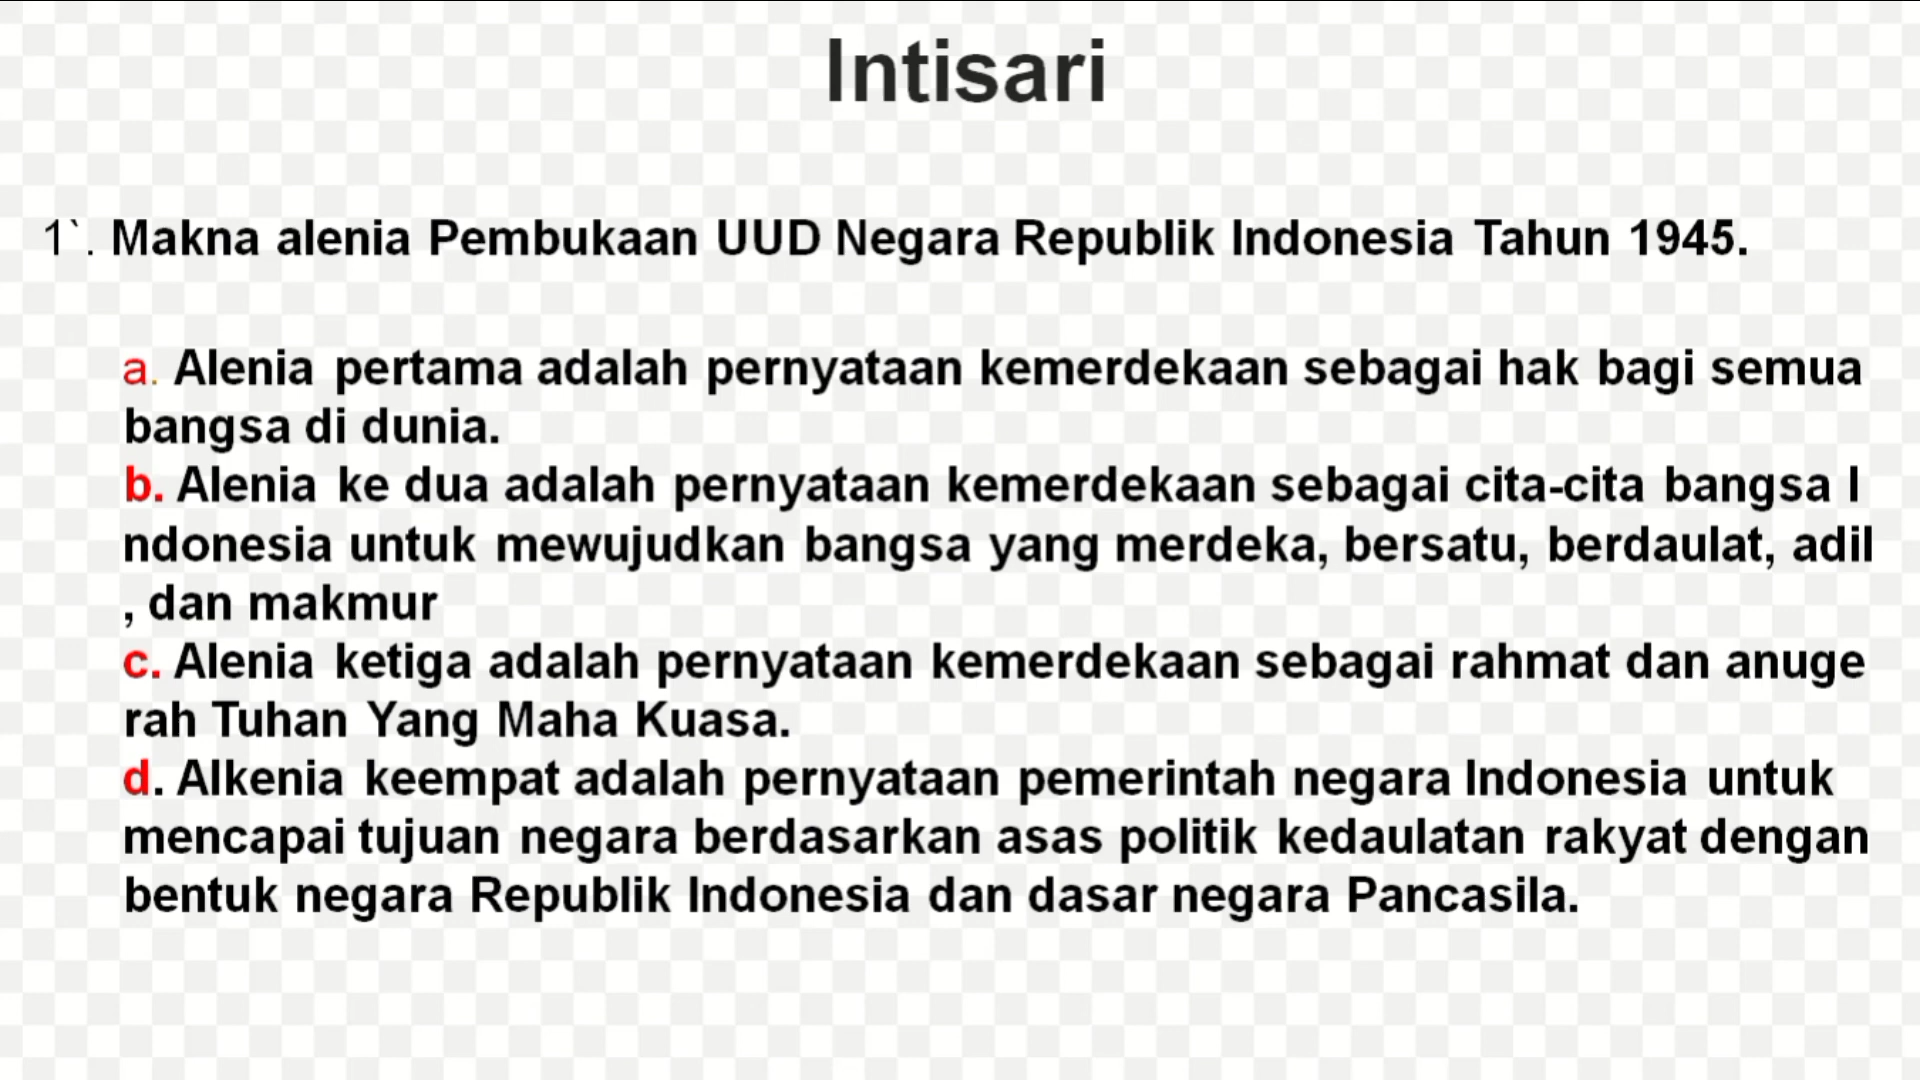 Intisari
1`. Makna alenia Pembukaan UUD Negara Republik Indonesia Tahun 1945.
a. Alenia pertama adalah pernyataan kemerdekaan sebagai hak bagi semua
bangsa di dunia.
b. Alenia ke dua adalah pernyataan kemerdekaan sebagai cita-cita bangsa I
ndonesia untuk mewujudkan bangsa yang merdeka, bersatu, berdaulat, adil
, dan makmur
c. Alenia ketiga adalah pernyataan kemerdekaan sebagai rahmat dan anuge
rah Tuhan Yang Maha Kuasa.
d. Alkenia keempat adalah pernyataan pemerintah negara Indonesia untuk
mencapai tujuan negara berdasarkan asas politik kedaulatan rakyat dengan
bentuk negara Republik Indonesia dan dasar negara Pancasila.